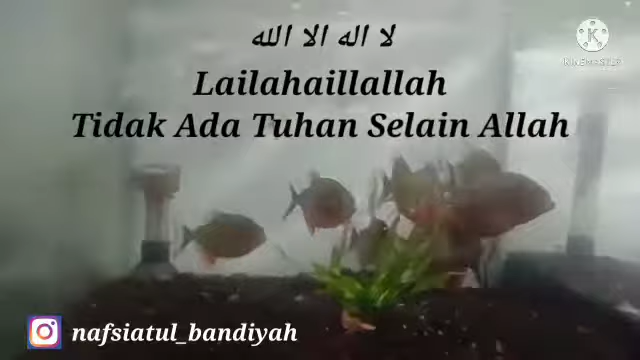 لا اله الا الله
Lailahaillallah
Tidak Ada Tuhan Selain Allah
KINEMASTER
nafsiatul_bandiyah